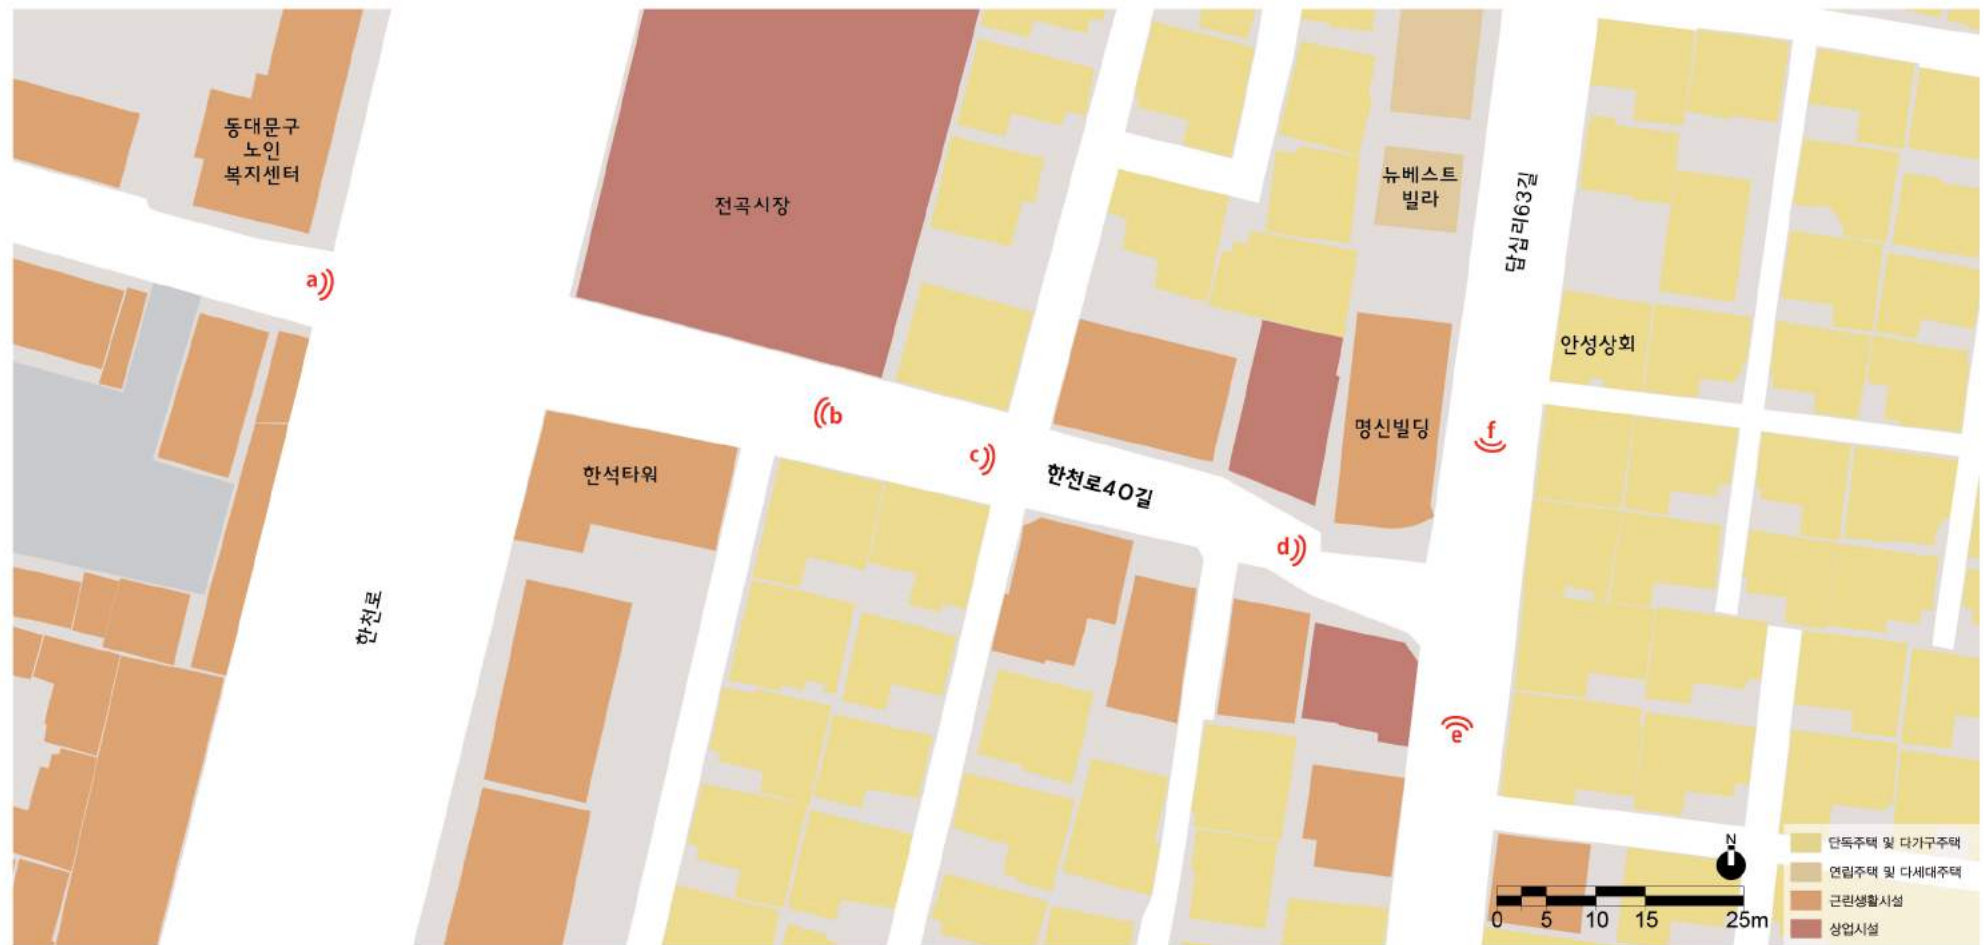 동대문구
노인
복지센터
전곡시장
뉴베스트
빌라
답십리63길
a
안성상회
b
명신빌딩
f
c
한석타워
한천로40길
d
한천로
e
N
0 5 10 15 25m
단독주택 및 다가구주택
연립주택 및 다세대주택
근린생활시설
상업시설